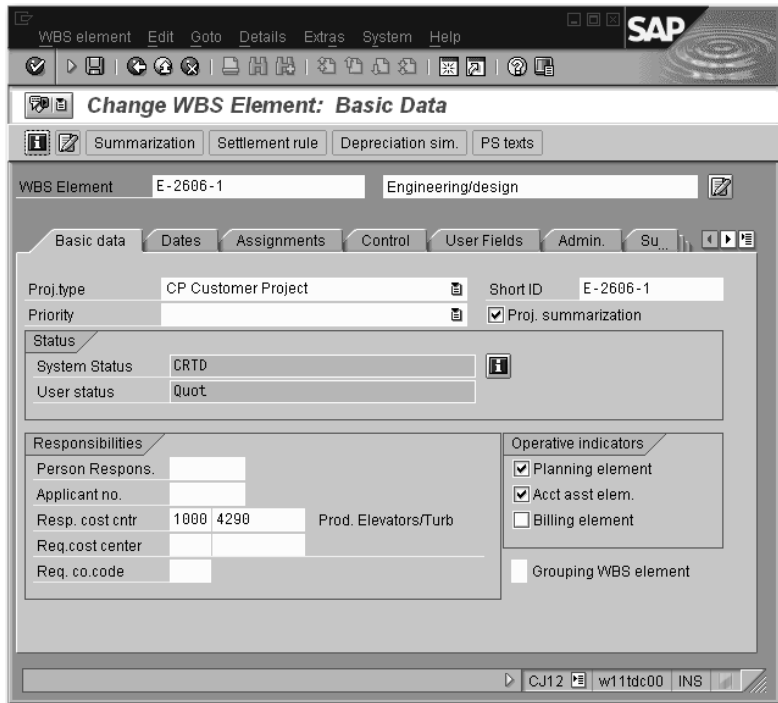 WBS element Edit Goto Details Extras System Help
SAP
Change WBS Element: Basic Data
Summarization Settlement rule Depreciation sim. PS texts
WBS Element E-2606-1 Engineering/design
Basic data Dates Assignments Control User Fields Admin. Su...
Proj.type CP Customer Project Short ID E-2606-1
Priority Proj. summarization
Status
System Status CRTD
User status Quot
Responsibilities Operative indicators
Person Respons. Planning element
Applicant no. Acct asst elem.
Resp. cost cntr 1000 4290 Prod. Elevators/Turb Billing element
Req.cost center
Req. co.code Grouping WBS element
CJ12 w11tdc00 INS